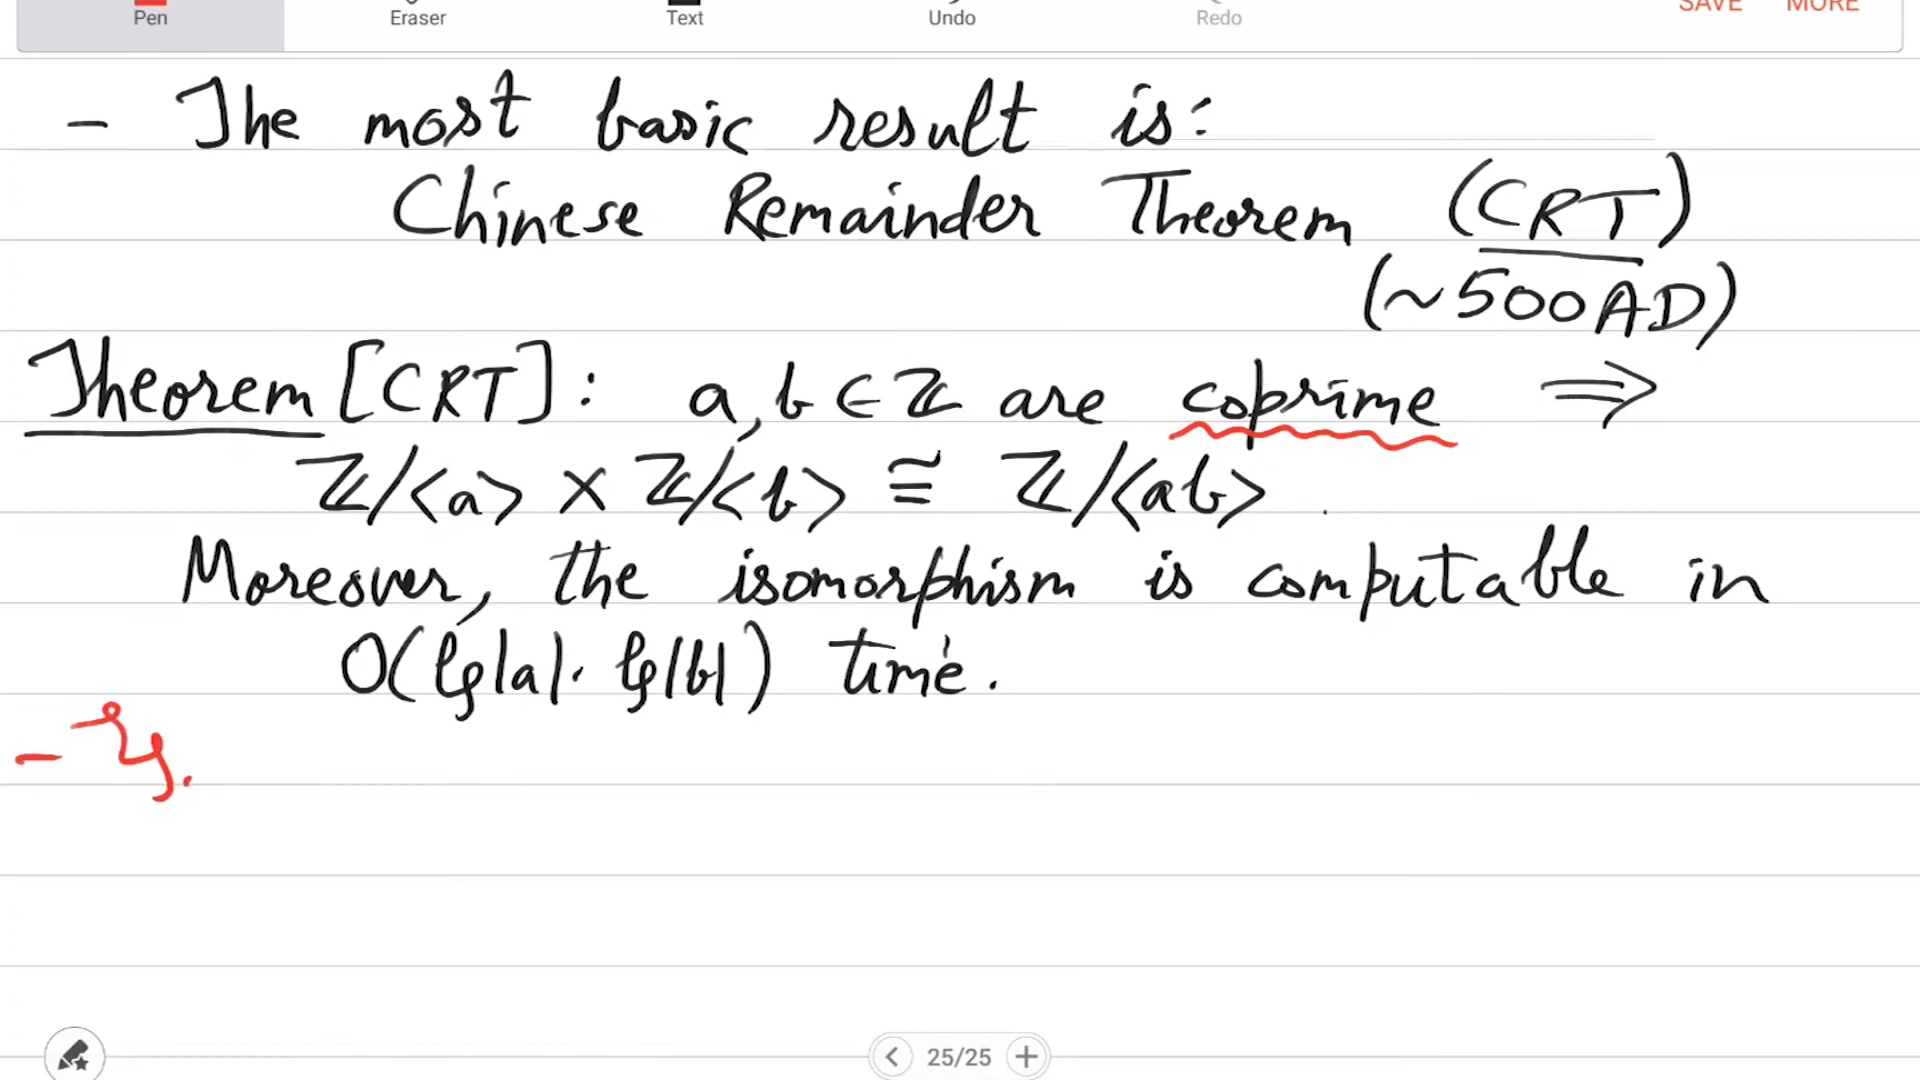 Pen Eraser Text Undo Redo SAVE MORE
- The most basic result is:
Chinese Remainder Theorem (CRT)
(~500AD)
Theorem [CRT]: a, b ∈ ℤ are coprime ⇒
ℤ/<a> × ℤ/<b> ≅ ℤ/<ab>.
Moreover, the isomorphism is computable in
O(lg|a|· lg|b|) time.
-
25/25